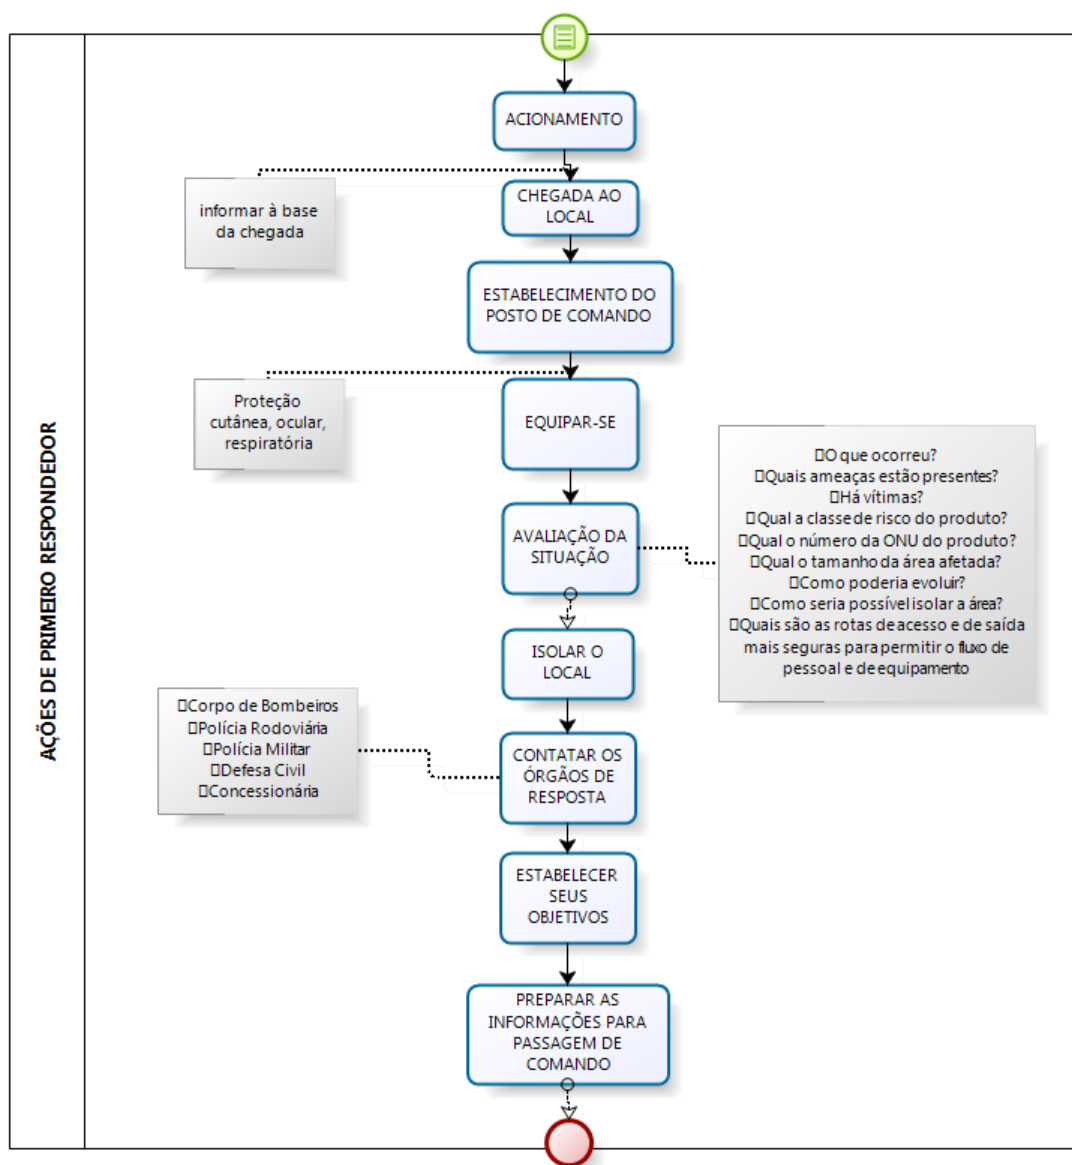 AÇÕES DE PRIMEIRO RESPONDEDOR
ACIONAMENTO
informar à base
da chegada
CHEGADA AO
LOCAL
ESTABELECIMENTO DO
POSTO DE COMANDO
Proteção
cutânea, ocular,
respiratória
EQUIPAR-SE
AVALIAÇÃO DA
SITUAÇÃO
▯O que ocorreu?
▯Quais ameaças estão presentes?
▯Há vítimas?
▯Qual a classe de risco do produto?
▯Qual o número da ONU do produto?
▯Qual o tamanho da área afetada?
▯Como poderia evoluir?
▯Como seria possível isolar a área?
▯Quais são as rotas de acesso e de saída
mais seguras para permitir o fluxo de
pessoal e de equipamento
ISOLAR O
LOCAL
▯Corpo de Bombeiros
▯Polícia Rodoviária
▯Polícia Militar
▯Defesa Civil
▯Concessionária
CONTATAR OS
ÓRGÃOS DE
RESPOSTA
ESTABELECER
SEUS
OBJETIVOS
PREPARAR AS
INFORMAÇÕES PARA
PASSAGEM DE
COMANDO